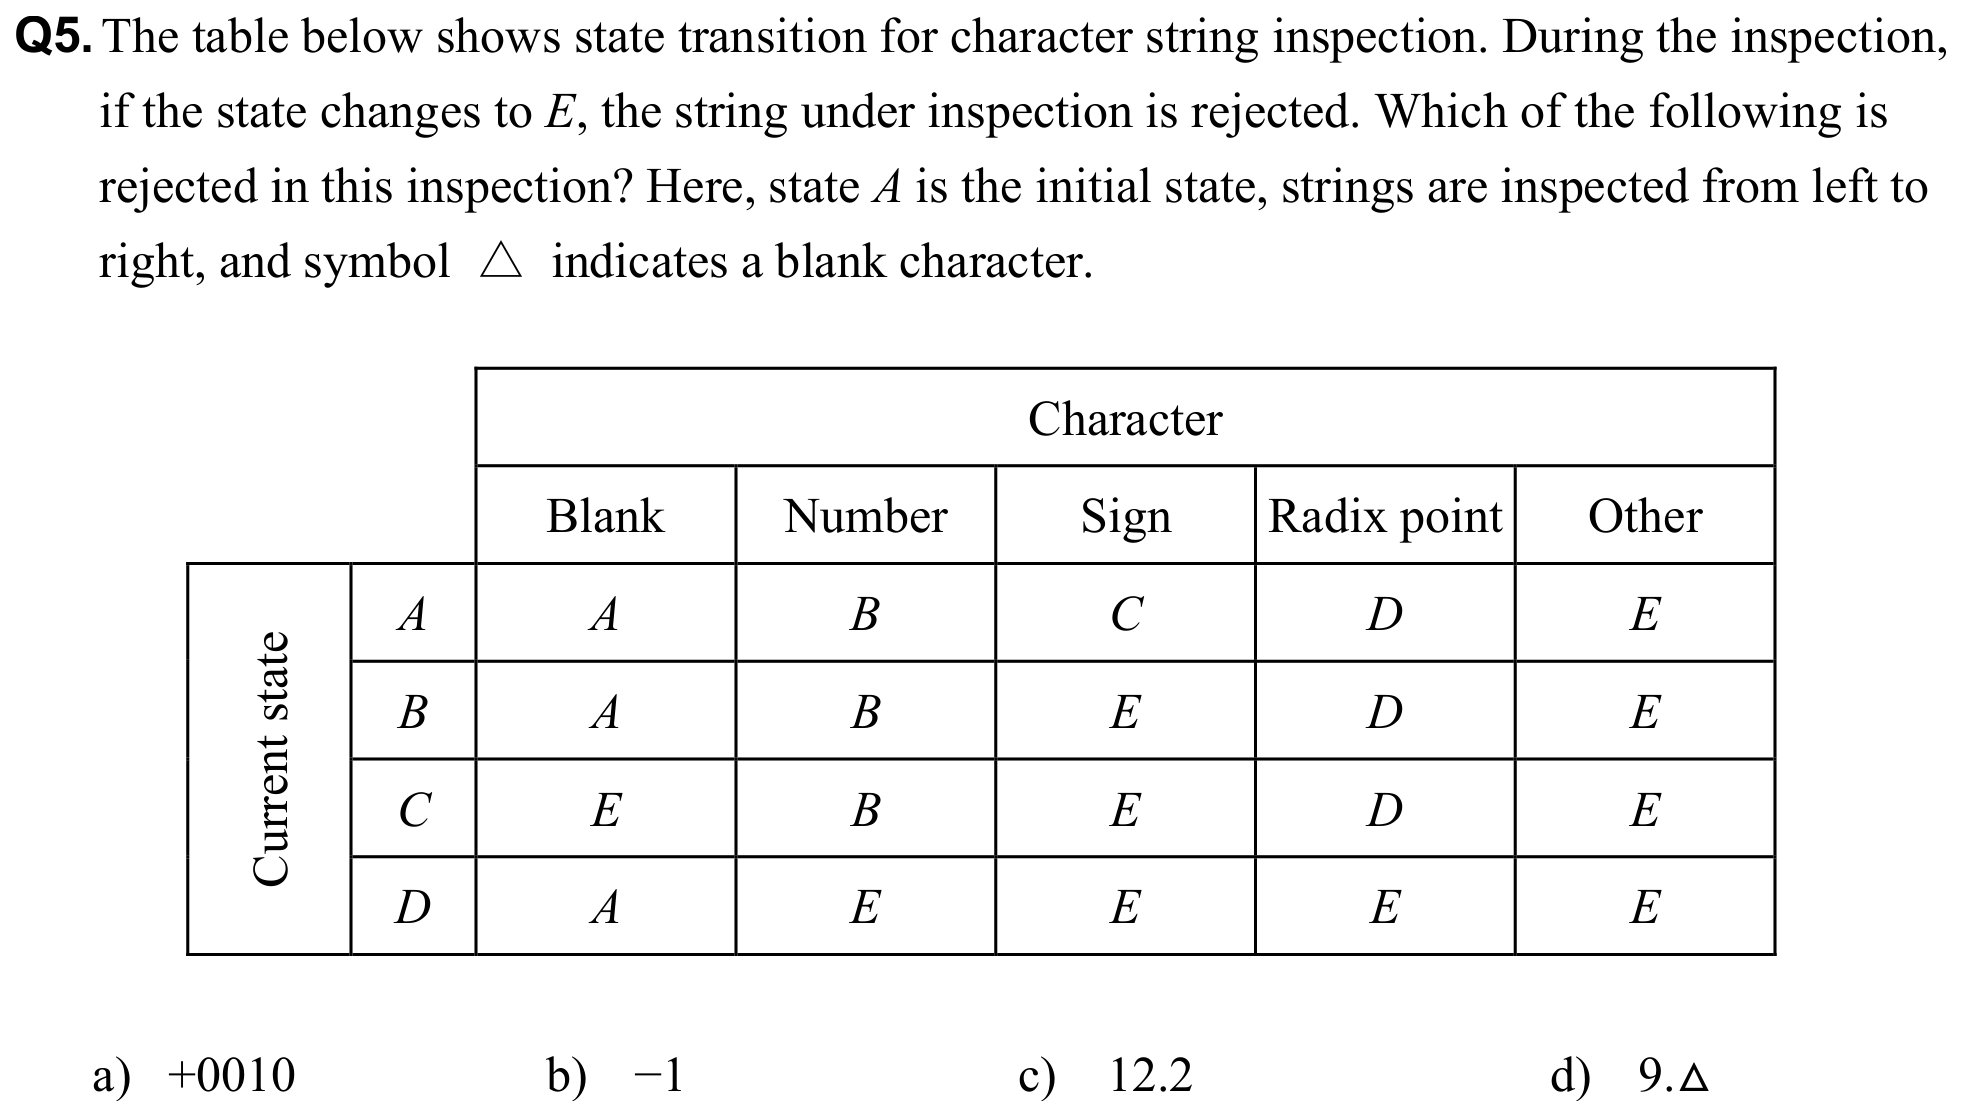 Q5. The table below shows state transition for character string inspection. During the inspection,
if the state changes to E, the string under inspection is rejected. Which of the following is
rejected in this inspection? Here, state A is the initial state, strings are inspected from left to
right, and symbol △ indicates a blank character.
Character
Blank Number Sign Radix point Other
Current state
A A B C D E
B A B E D E
C E B E D E
D A E E E E
a) +0010 b) −1 c) 12.2 d) 9.△